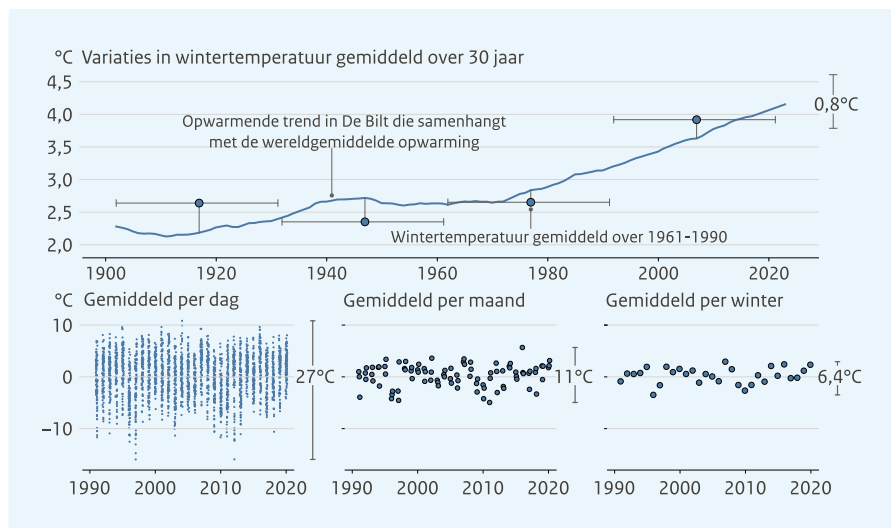 °C Variaties in wintertemperatuur gemiddeld over 30 jaar
4,5
4,0
3,5
3,0
2,5
2,0
0,8°C
Opwarmende trend in De Bilt die samenhangt
met de wereldgemiddelde opwarming
Wintertemperatuur gemiddeld over 1961-1990
1900 1920 1940 1960 1980 2000 2020
°C Gemiddeld per dag
10
0
−10
27°C
1990 2000 2010 2020
Gemiddeld per maand
11°C
1990 2000 2010 2020
Gemiddeld per winter
6,4°C
1990 2000 2010 2020